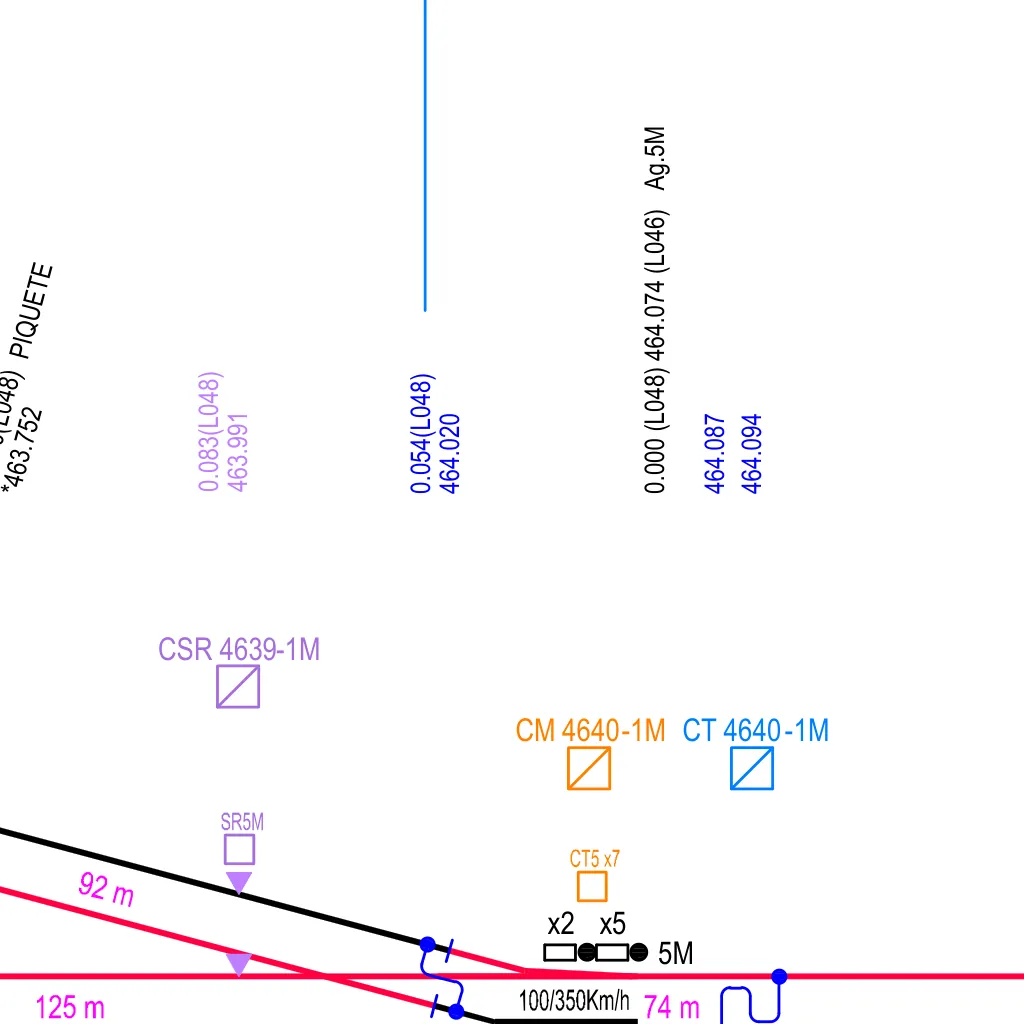 (L048) PIQUETE
*463.752
0.083(L048)
463.991
0.054(L048)
464.020
0.000 (L048) 464.074 (L046) Ag.5M
464.087
464.094
CSR 4639-1M
CM 4640-1M
CT 4640-1M
SR5M
CT5 x7
92 m
x2
x5
5M
125 m
100/350Km/h
74 m